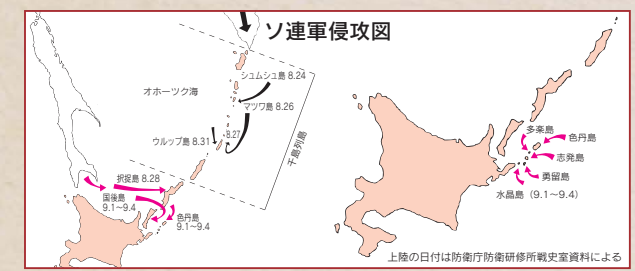 ソ連軍侵攻図
シュムシュ島 8.24
オホーツク海
マツワ島 8.26
8.27
ウルップ島 8.31
千島列島
択捉島 8.28
国後島
9.1～9.4
色丹島
9.1～9.4
多楽島
色丹島
志発島
勇留島
水晶島（9.1～9.4）
上陸の日付は防衛庁防衛研修所戦史室資料による